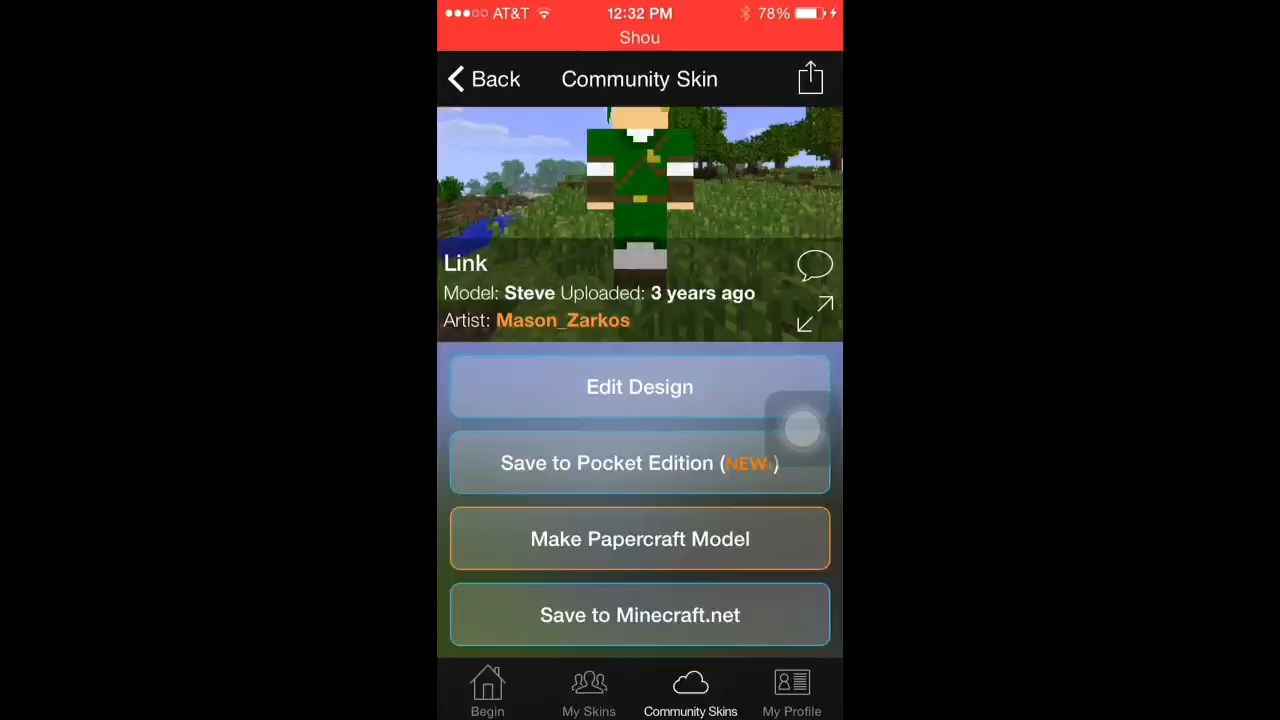 AT&T 12:32 PM 78%
Shou
Back Community Skin
Link
Model: Steve Uploaded: 3 years ago
Artist: Mason_Zarkos
Edit Design
Save to Pocket Edition (NEW!)
Make Papercraft Model
Save to Minecraft.net
Begin My Skins Community Skins My Profile